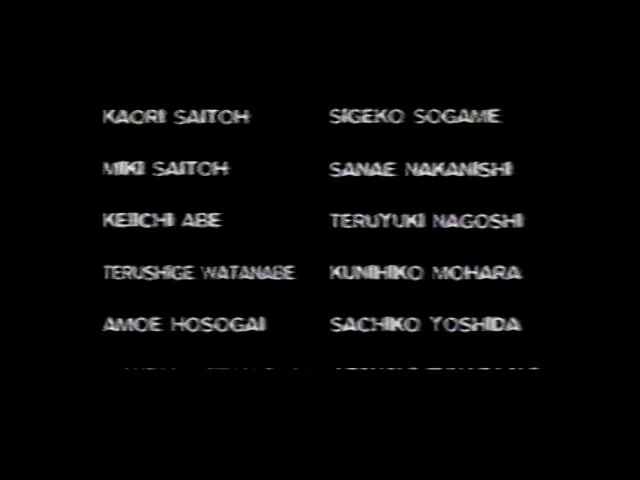 KAORI SAITOH
SIGEKO SOGAME
MIKI SAITOH
SANAE NAKANISHI
KEIICHI ABE
TERUYUKI NAGOSHI
TERUSHIGE WATANABE
KUNIHIKO MOHARA
AMOE HOSOGAI
SACHIKO YOSHIDA